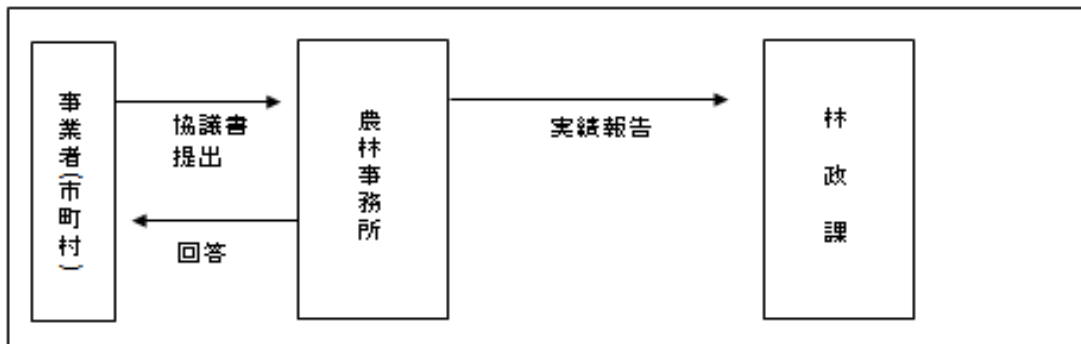 事業者(市町村)
協議書
提出
回答
農林事務所
実績報告
林政課